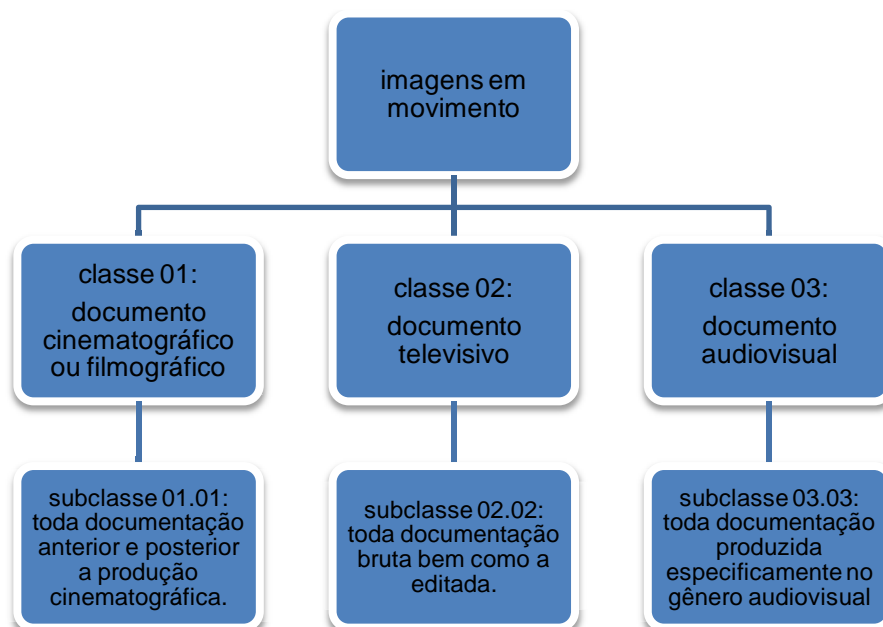 imagens em
movimento
classe 01:
documento
cinematográfico
ou filmográfico
classe 02:
documento
televisivo
classe 03:
documento
audiovisual
subclasse 01.01:
toda documentação
anterior e posterior
a produção
cinematográfica.
subclasse 02.02:
toda documentação
bruta bem como a
editada.
subclasse 03.03:
toda documentação
produzida
especificamente no
gênero audiovisual